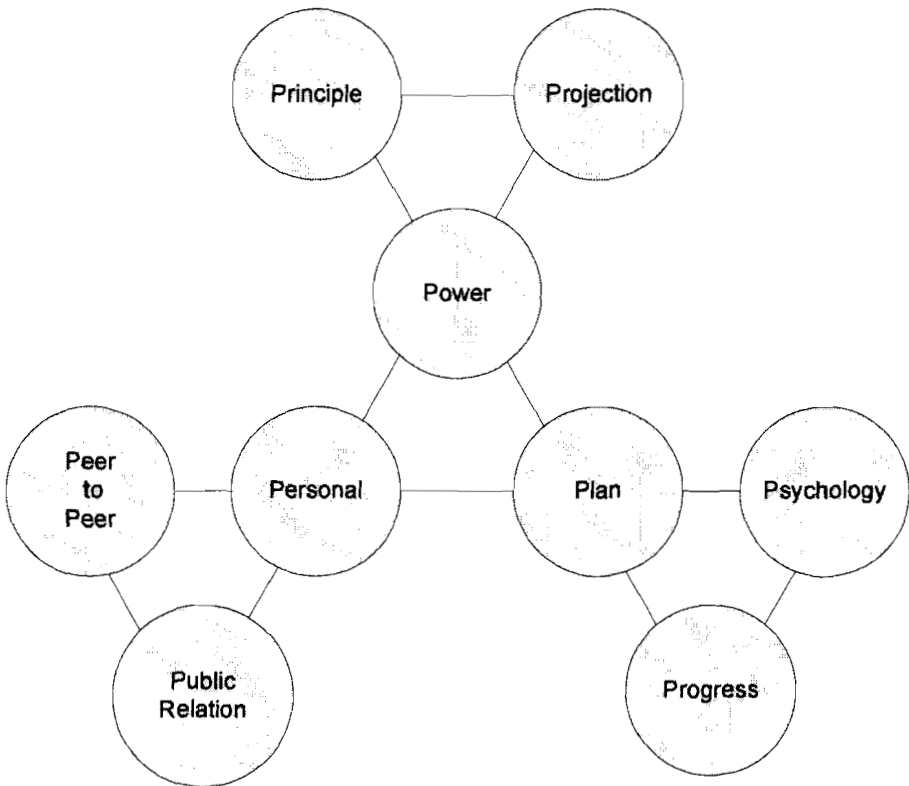 Principle
Projection
Power
Peer
to
Peer
Personal
Plan
Psychology
Public
Relation
Progress